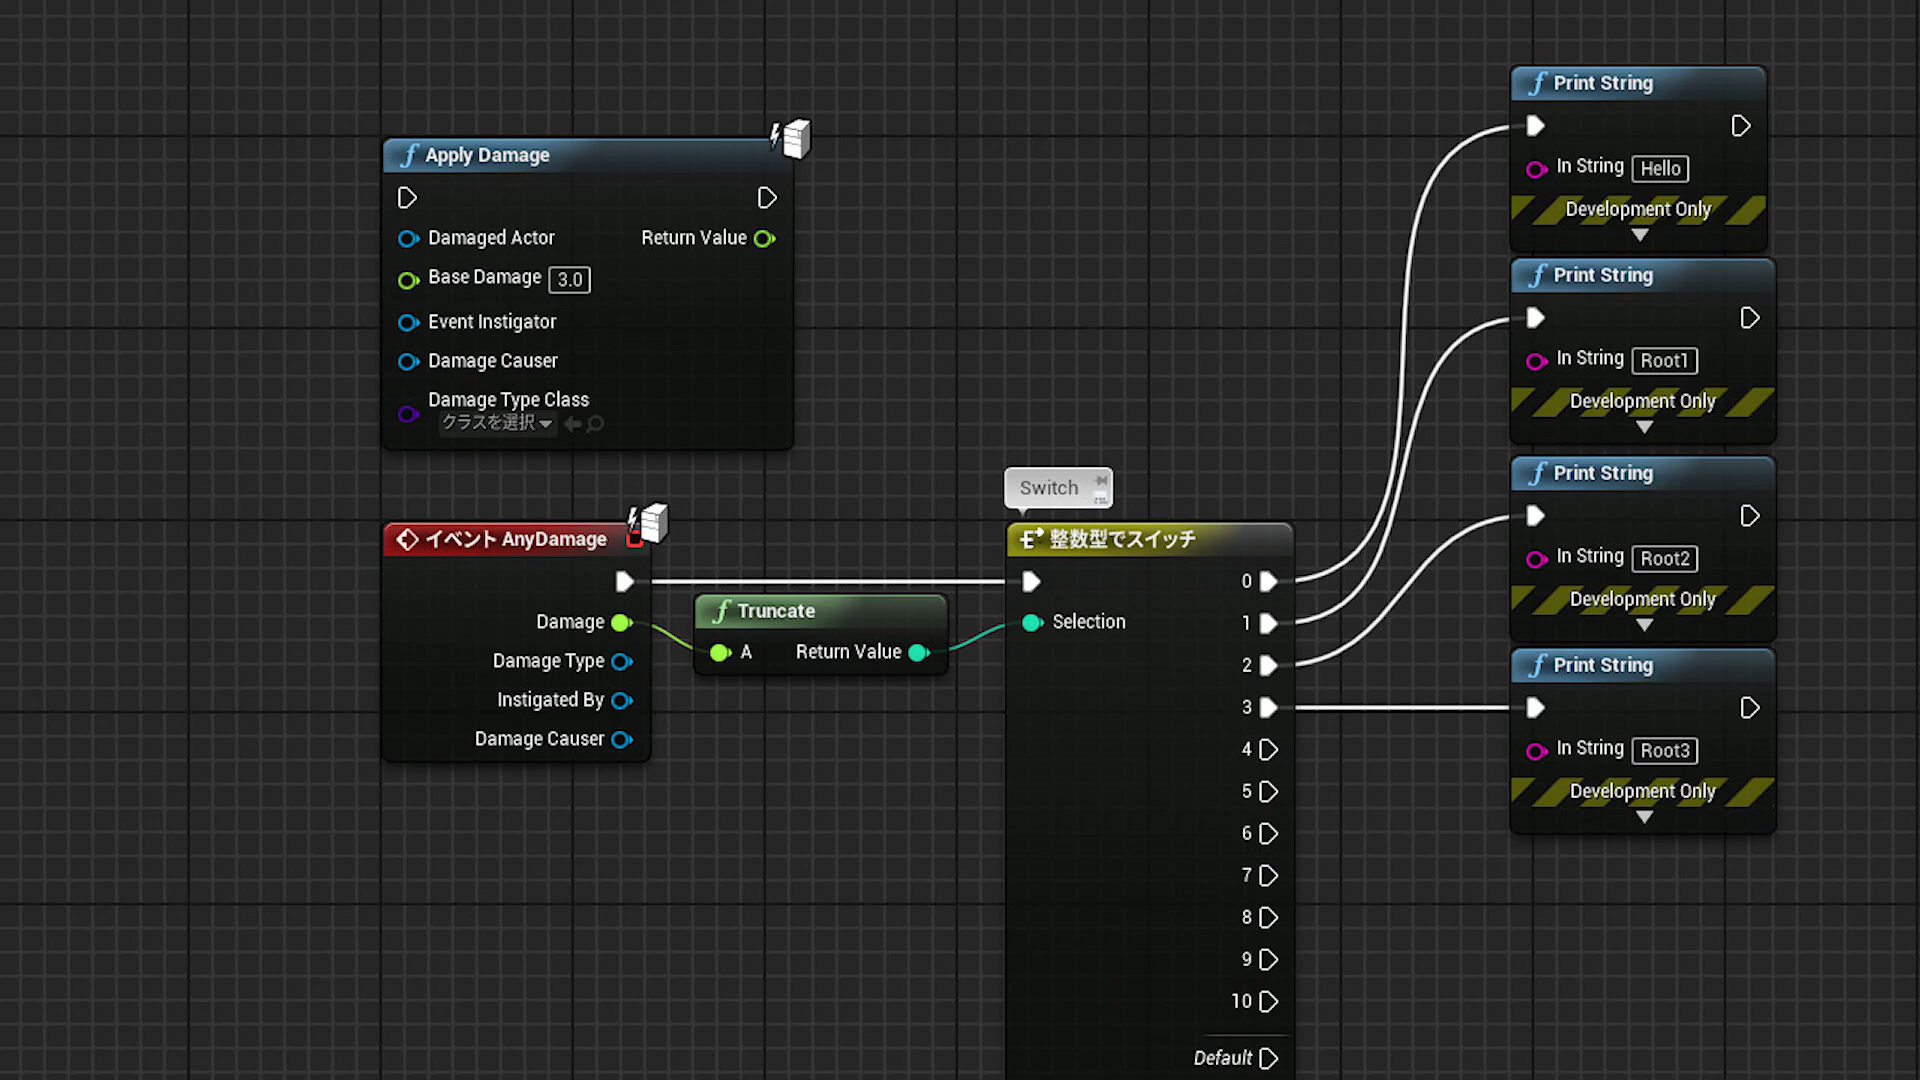 Apply Damage
Damaged Actor
Return Value
Base Damage 3.0
Event Instigator
Damage Causer
Damage Type Class
クラスを選択
イベント AnyDamage
Damage
Damage Type
Instigated By
Damage Causer
Truncate
A
Return Value
Switch
整数型でスイッチ
Selection
0
1
2
3
4
5
6
7
8
9
10
Default
Print String
In String Hello
Development Only
Print String
In String Root1
Development Only
Print String
In String Root2
Development Only
Print String
In String Root3
Development Only